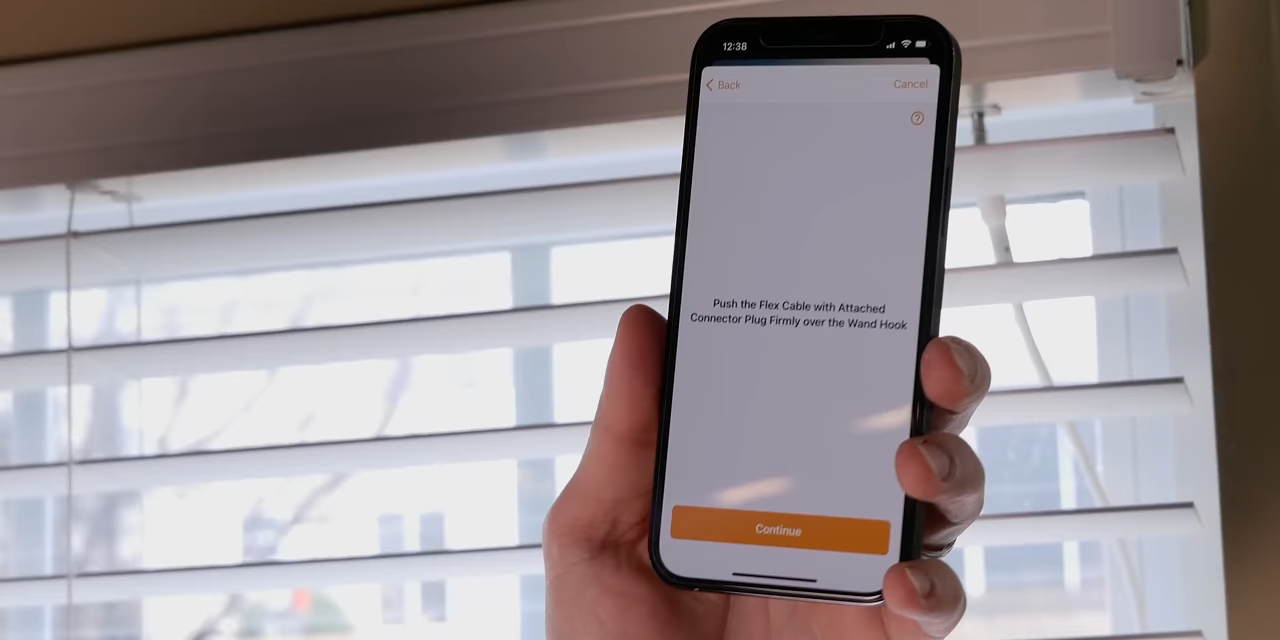 12:38
Back
Cancel
?
Push the Flex Cable with Attached
Connector Plug Firmly over the Wand Hook
Continue